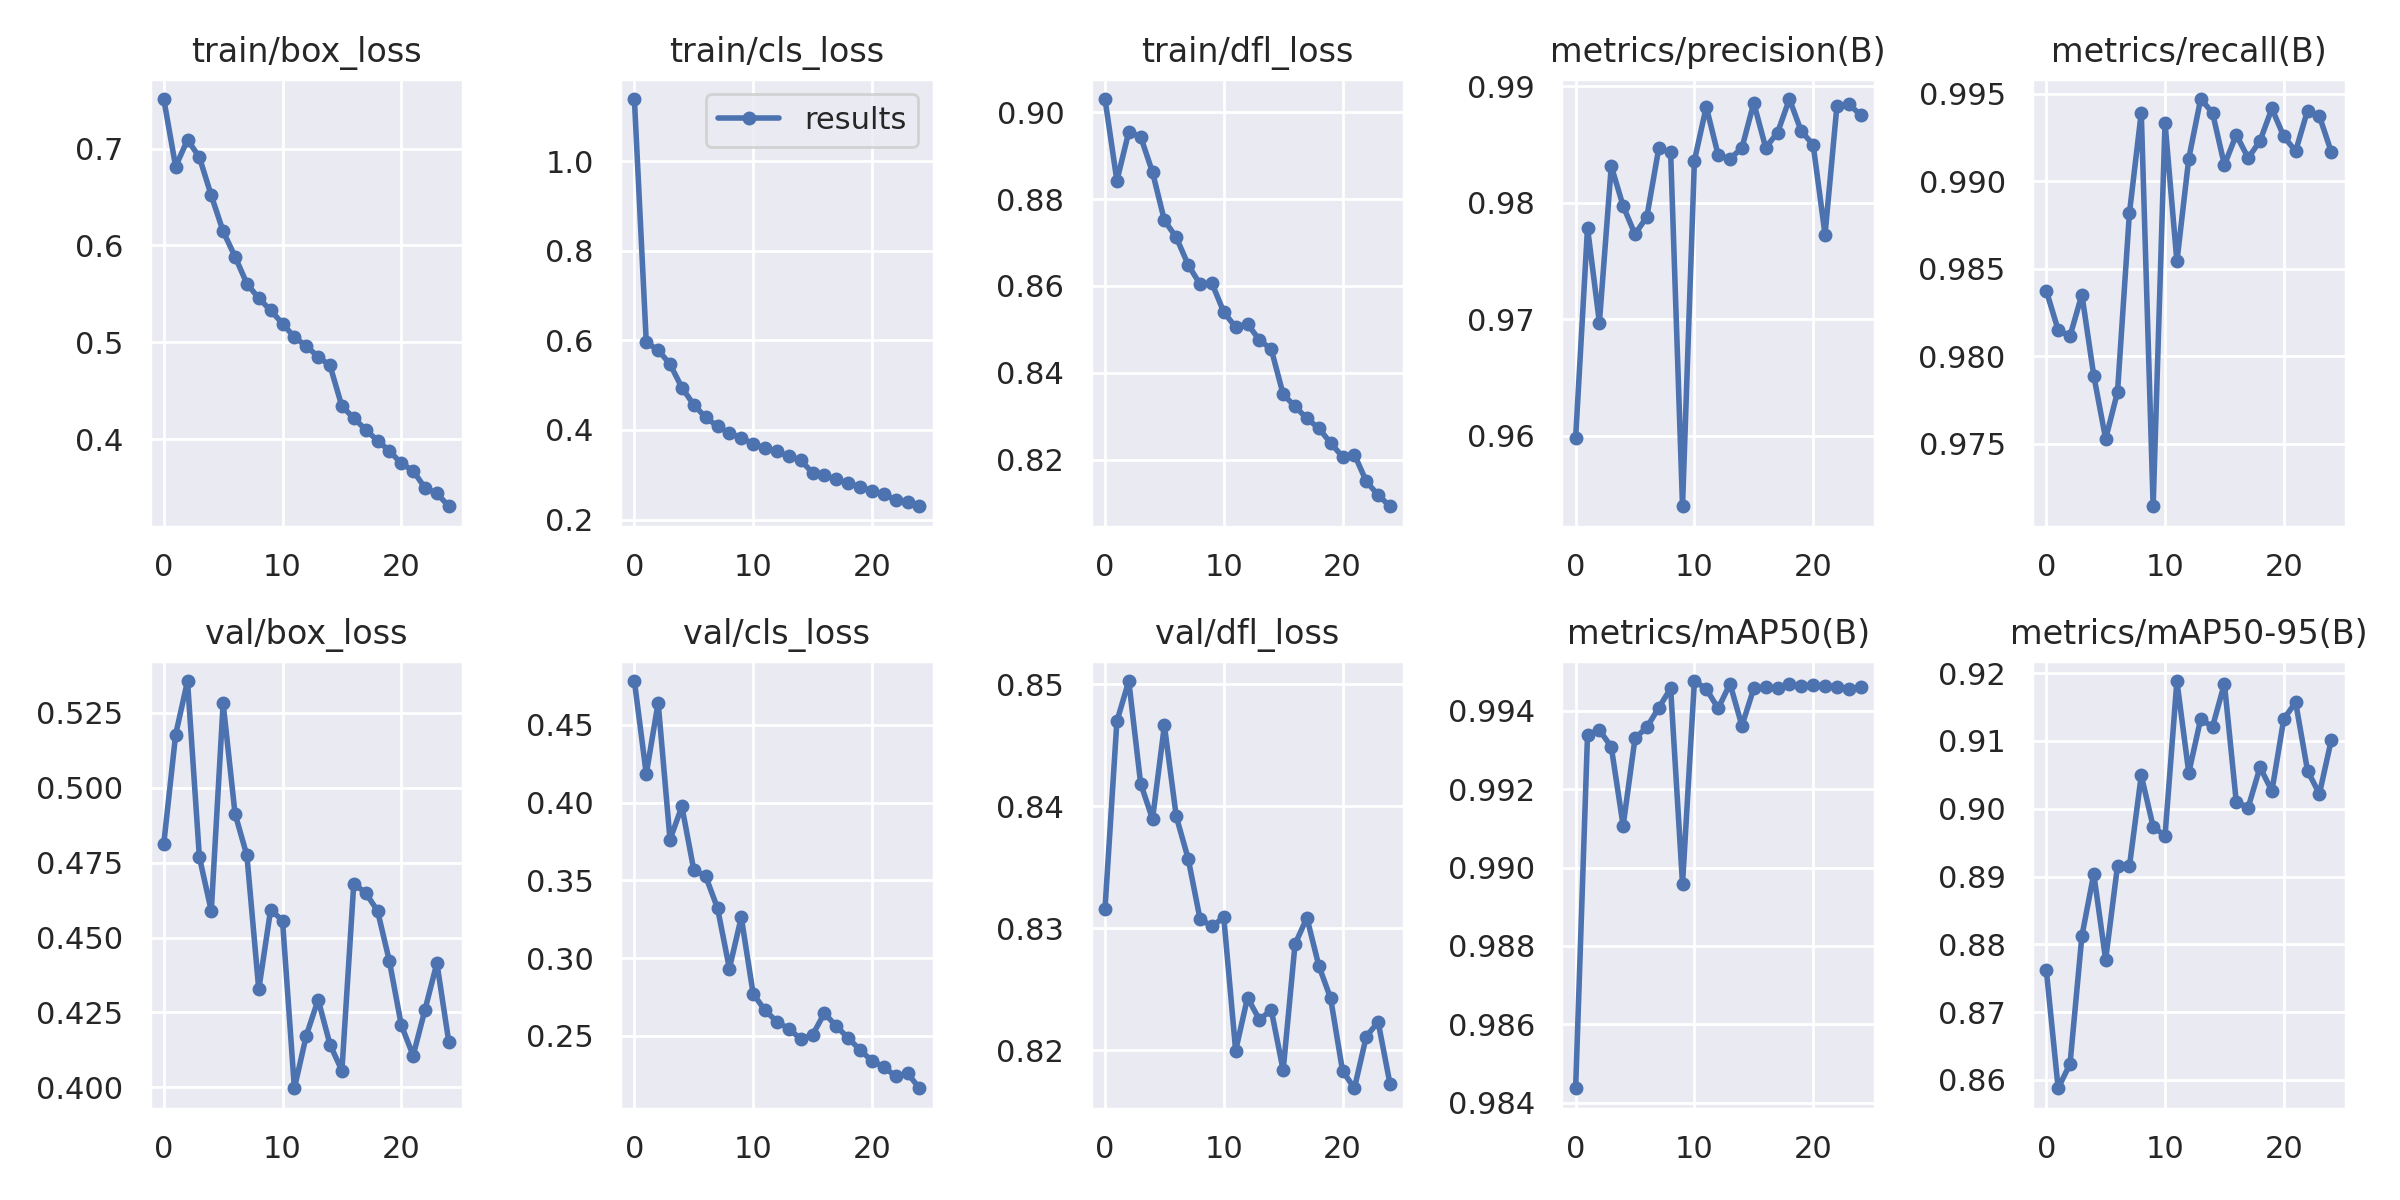 train/box_loss
0.7
0.6
0.5
0.4
0 10 20
train/cls_loss
results
1.0
0.8
0.6
0.4
0.2
0 10 20
train/dfl_loss
0.90
0.88
0.86
0.84
0.82
0 10 20
metrics/precision(B)
0.99
0.98
0.97
0.96
0 10 20
metrics/recall(B)
0.995
0.990
0.985
0.980
0.975
0 10 20
val/box_loss
0.525
0.500
0.475
0.450
0.425
0.400
0 10 20
val/cls_loss
0.45
0.40
0.35
0.30
0.25
0 10 20
val/dfl_loss
0.85
0.84
0.83
0.82
0 10 20
metrics/mAP50(B)
0.994
0.992
0.990
0.988
0.986
0.984
0 10 20
metrics/mAP50-95(B)
0.92
0.91
0.90
0.89
0.88
0.87
0.86
0 10 20